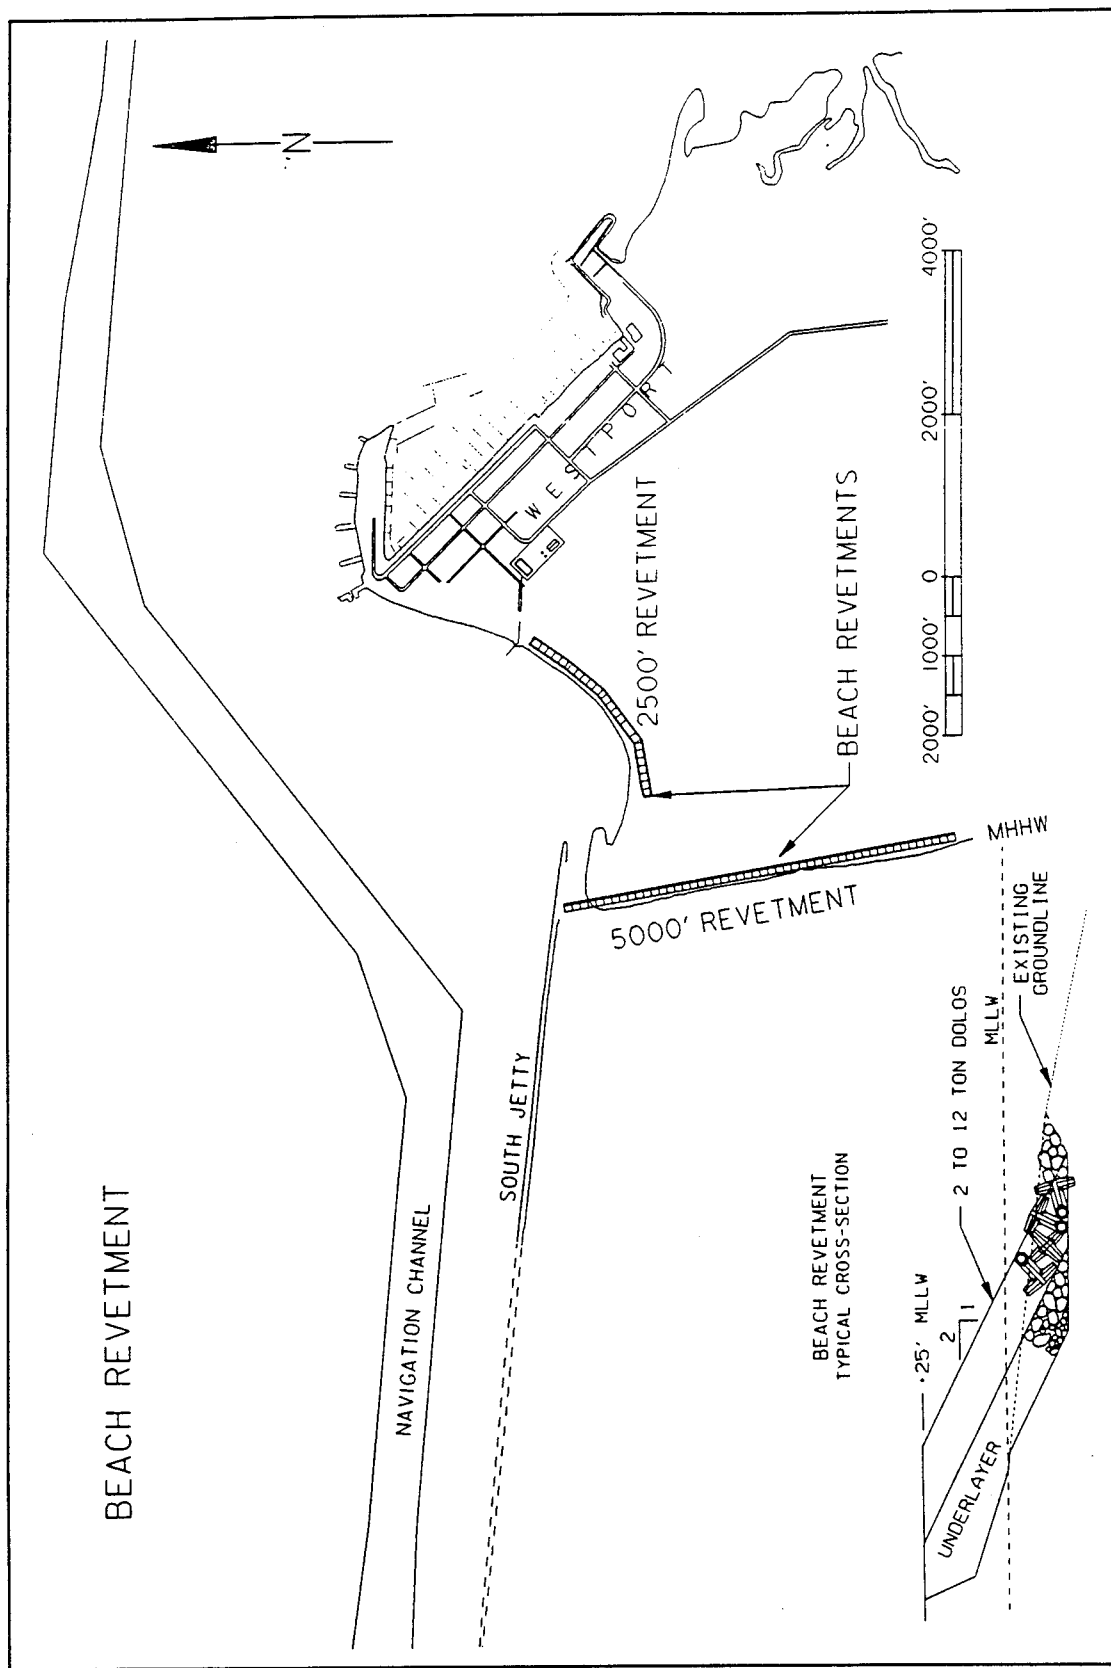 BEACH REVETMENT
N
NAVIGATION CHANNEL
SOUTH JETTY
WESTPORT
2500' REVETMENT
5000' REVETMENT
BEACH REVETMENTS
MHHW
2000' 1000' 0 2000' 4000'
BEACH REVETMENT
TYPICAL CROSS-SECTION
.25' MLLW
2
1
2 TO 12 TON DOLOS
MLLW
EXISTING
GROUNDLINE
UNDERLAYER